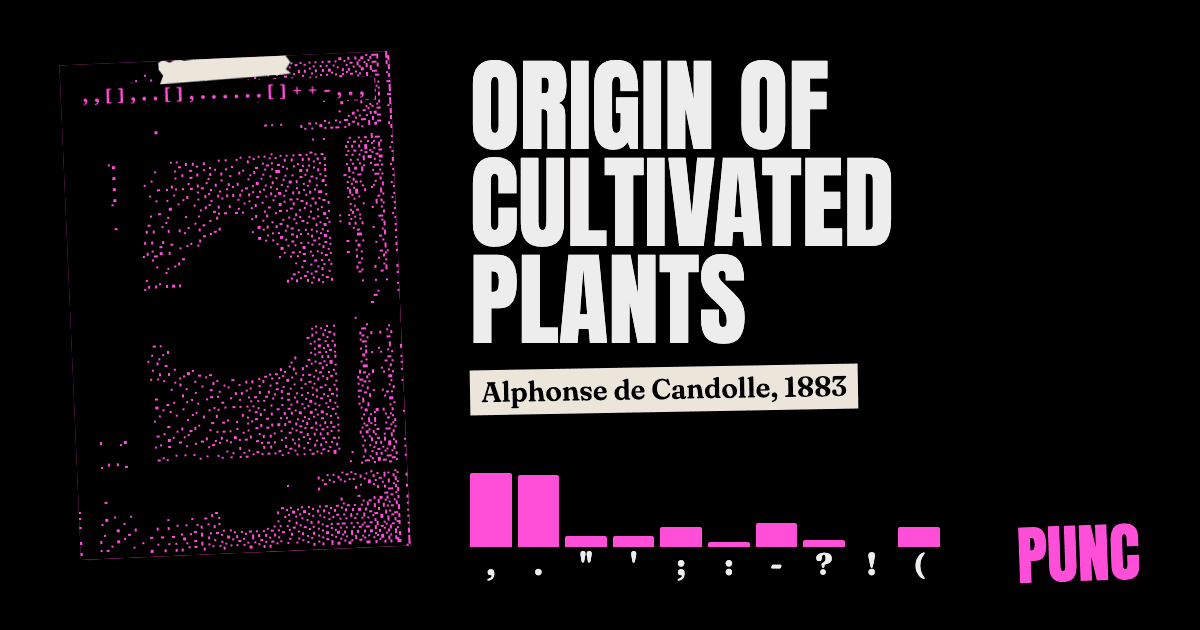 ,,[],..[],......[]++-,.,
ORIGIN OF
CULTIVATED
PLANTS
Alphonse de Candolle, 1883
, . " ' ; : - ? ! (
PUNC